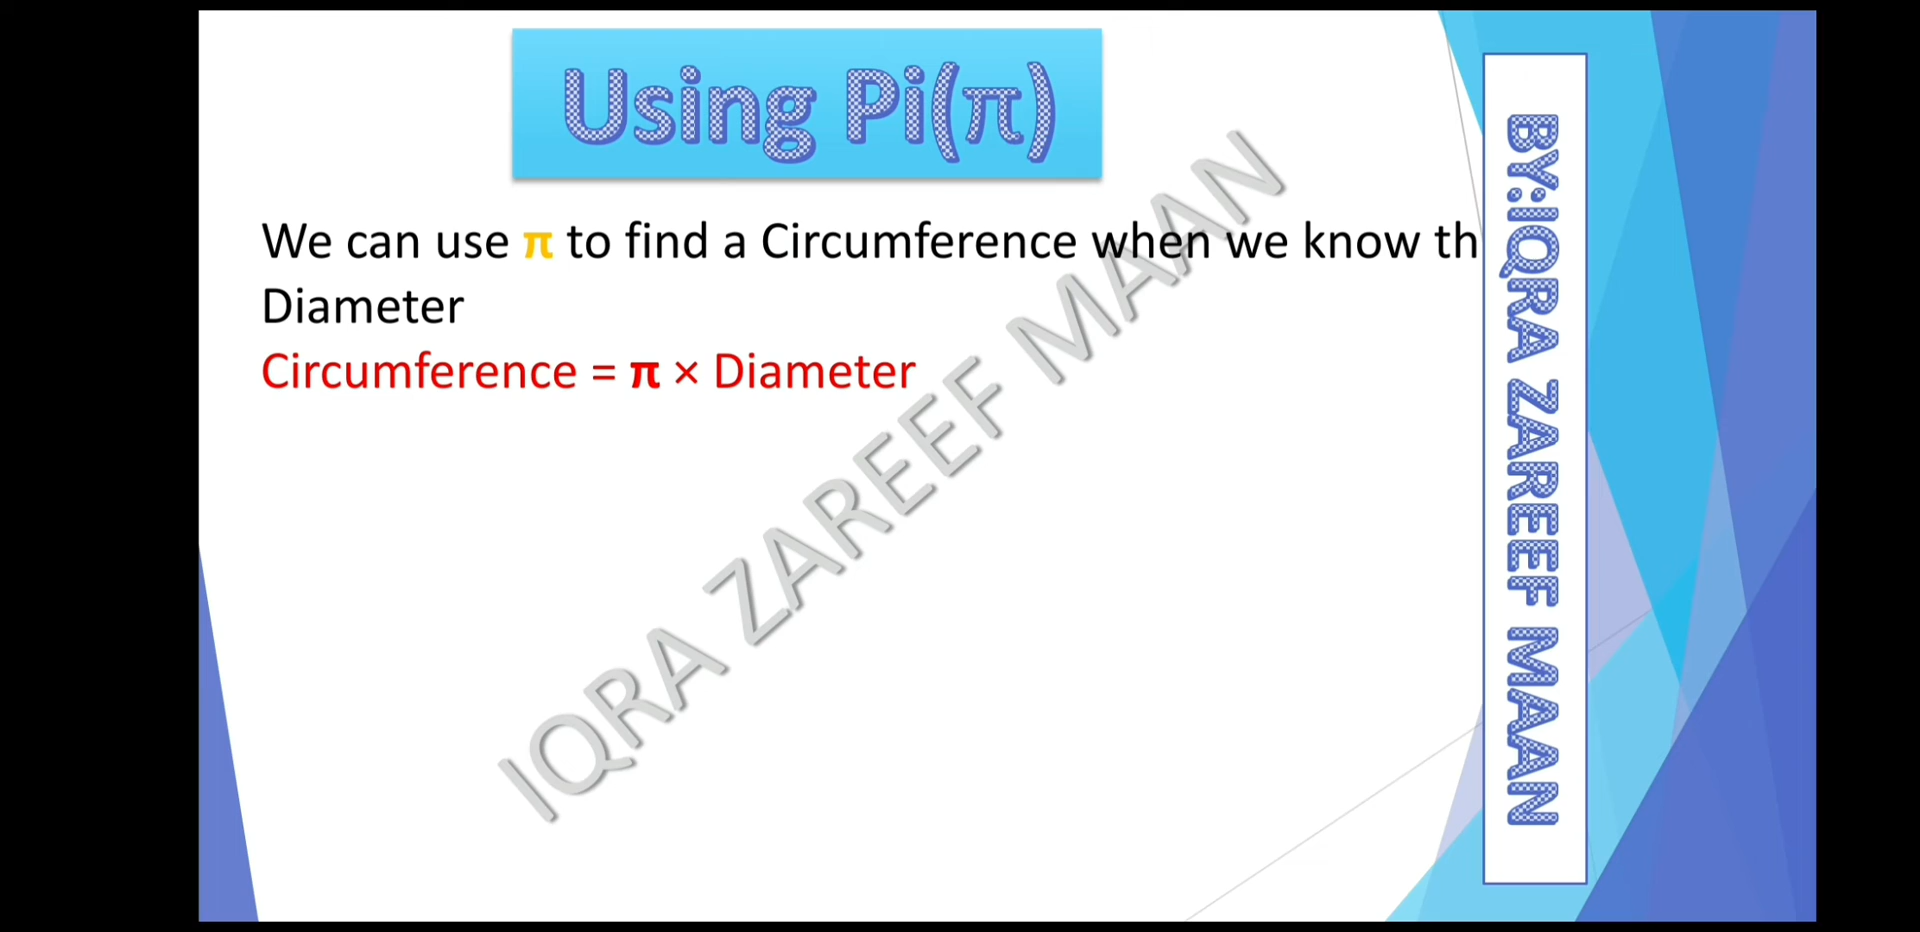 Using Pi(π)
We can use π to find a Circumference when we know th
Diameter
Circumference = π × Diameter
IQRA ZAREEF MAAN
BY:IQRA ZAREEF MAAN